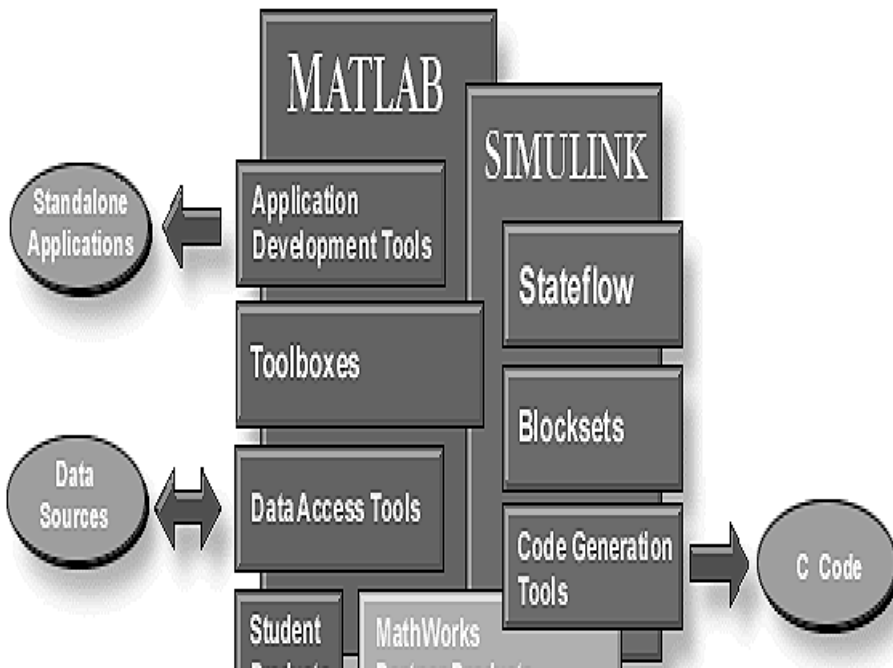 MATLAB
SIMULINK
Standalone
Applications
Application
Development Tools
Stateflow
Toolboxes
Blocksets
Data
Sources
Data Access Tools
Code Generation
Tools
C Code
Student
MathWorks